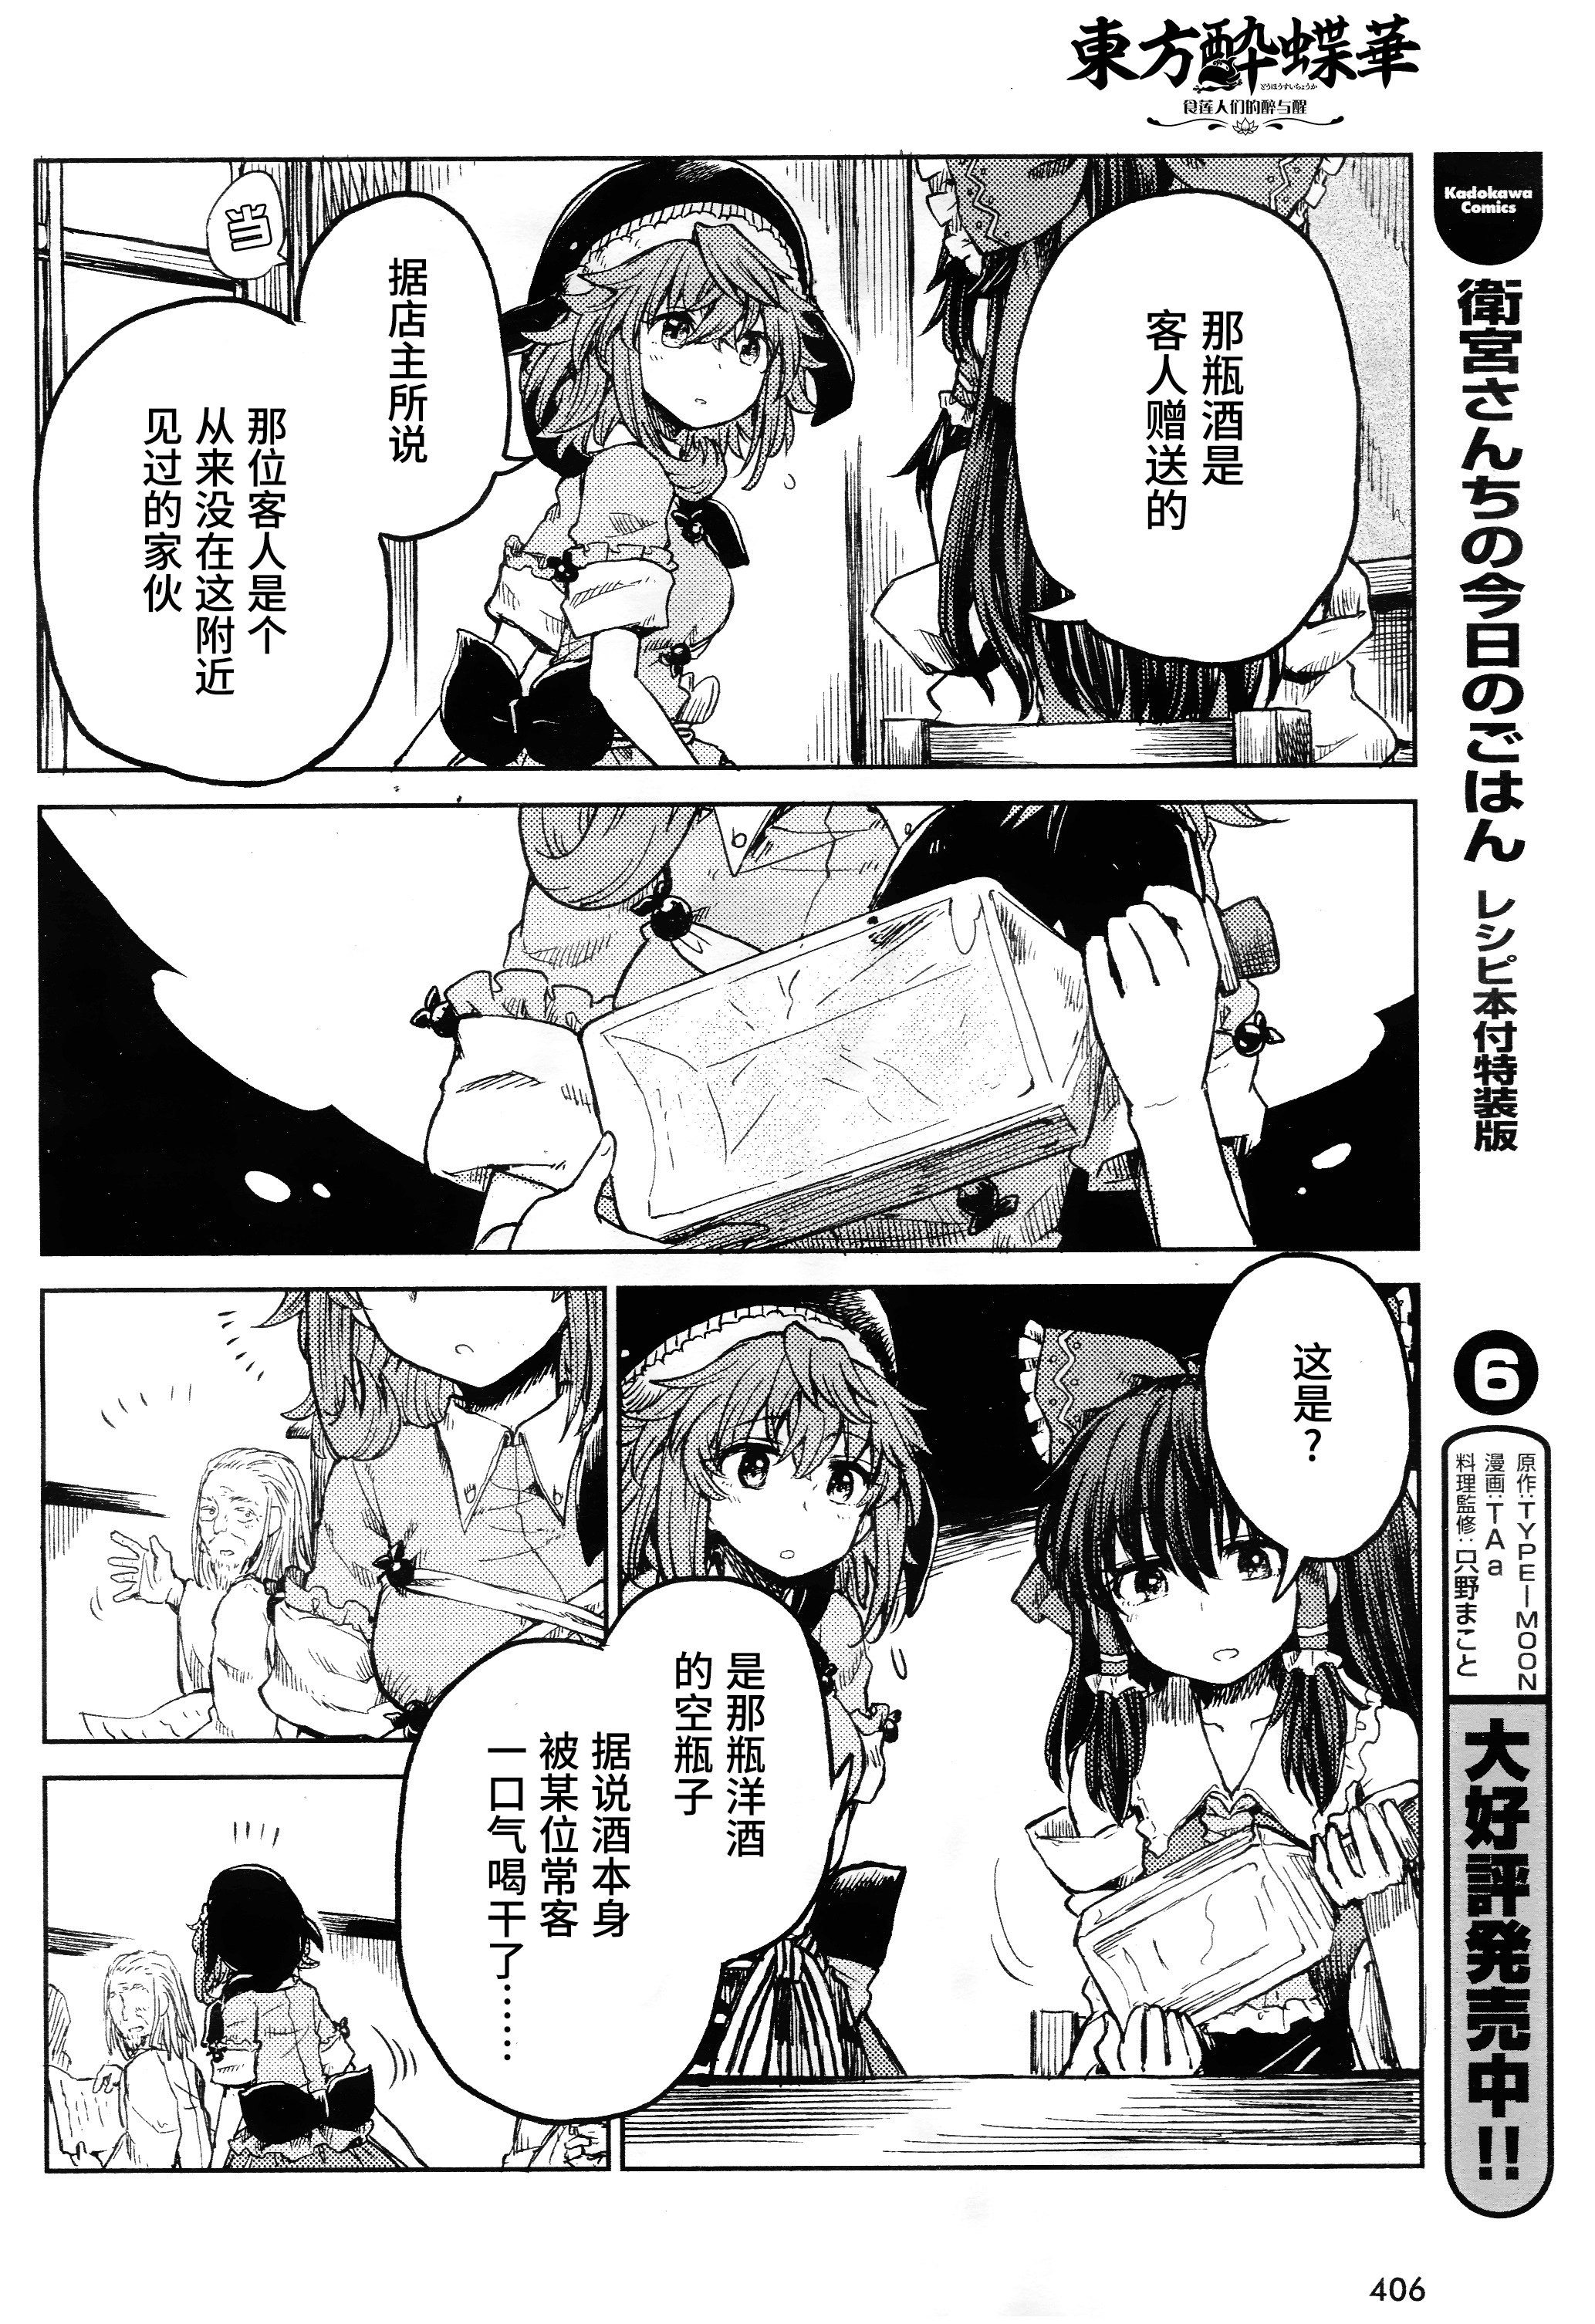 東方酔蝶華
とうほうすいちょうか
食莲人们的醉与醒
那瓶酒是
客人赠送的
据店主所说
当
那位客人是个
从来没在这附近
见过的家伙
这是?
是那瓶洋酒
的空瓶子
据说酒本身
被某位常客
一口气喝干了……
Kadokawa
Comics
衛宮さんちの今日のごはん レシピ本付特装版
6
原作:TYPE-MOON
漫画:TAa
料理監修:只野まこと
大好評発売中!!
406